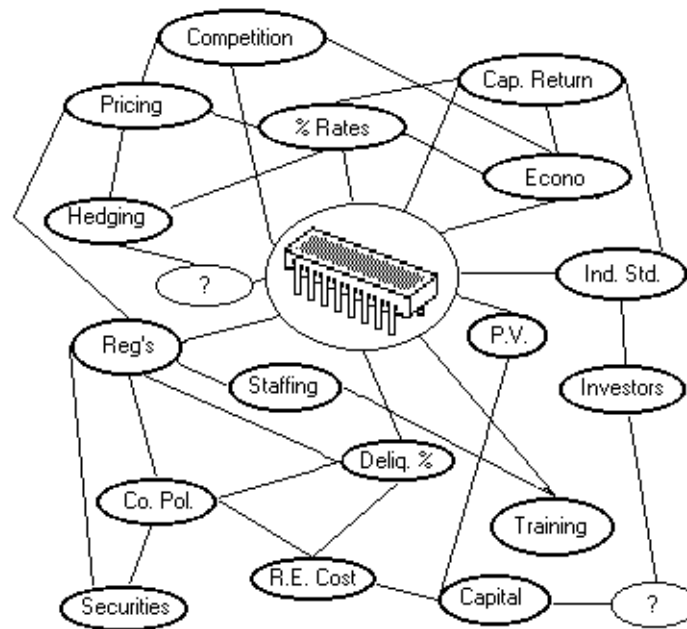 Competition
Cap. Return
Pricing
% Rates
Econo
Hedging
?
Ind. Std.
Reg's
P.V.
Staffing
Investors
Deliq. %
Co. Pol.
Training
R.E. Cost
Securities
Capital
?